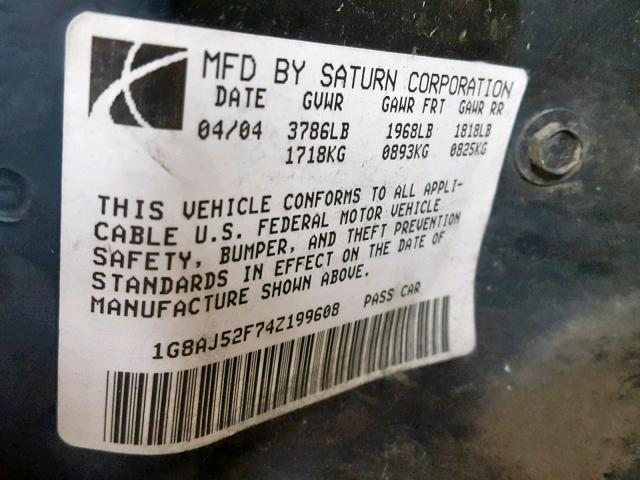 MFD BY SATURN CORPORATION
DATE GVWR GAWR FRT GAWR RR
04/04 3786LB 1968LB 1818LB
1718KG 0893KG 0825KG
THIS VEHICLE CONFORMS TO ALL APPLI-
CABLE U.S. FEDERAL MOTOR VEHICLE
SAFETY, BUMPER, AND THEFT PREVENTION
STANDARDS IN EFFECT ON THE DATE OF
MANUFACTURE SHOWN ABOVE.
1G8AJ52F74Z199608 PASS CAR